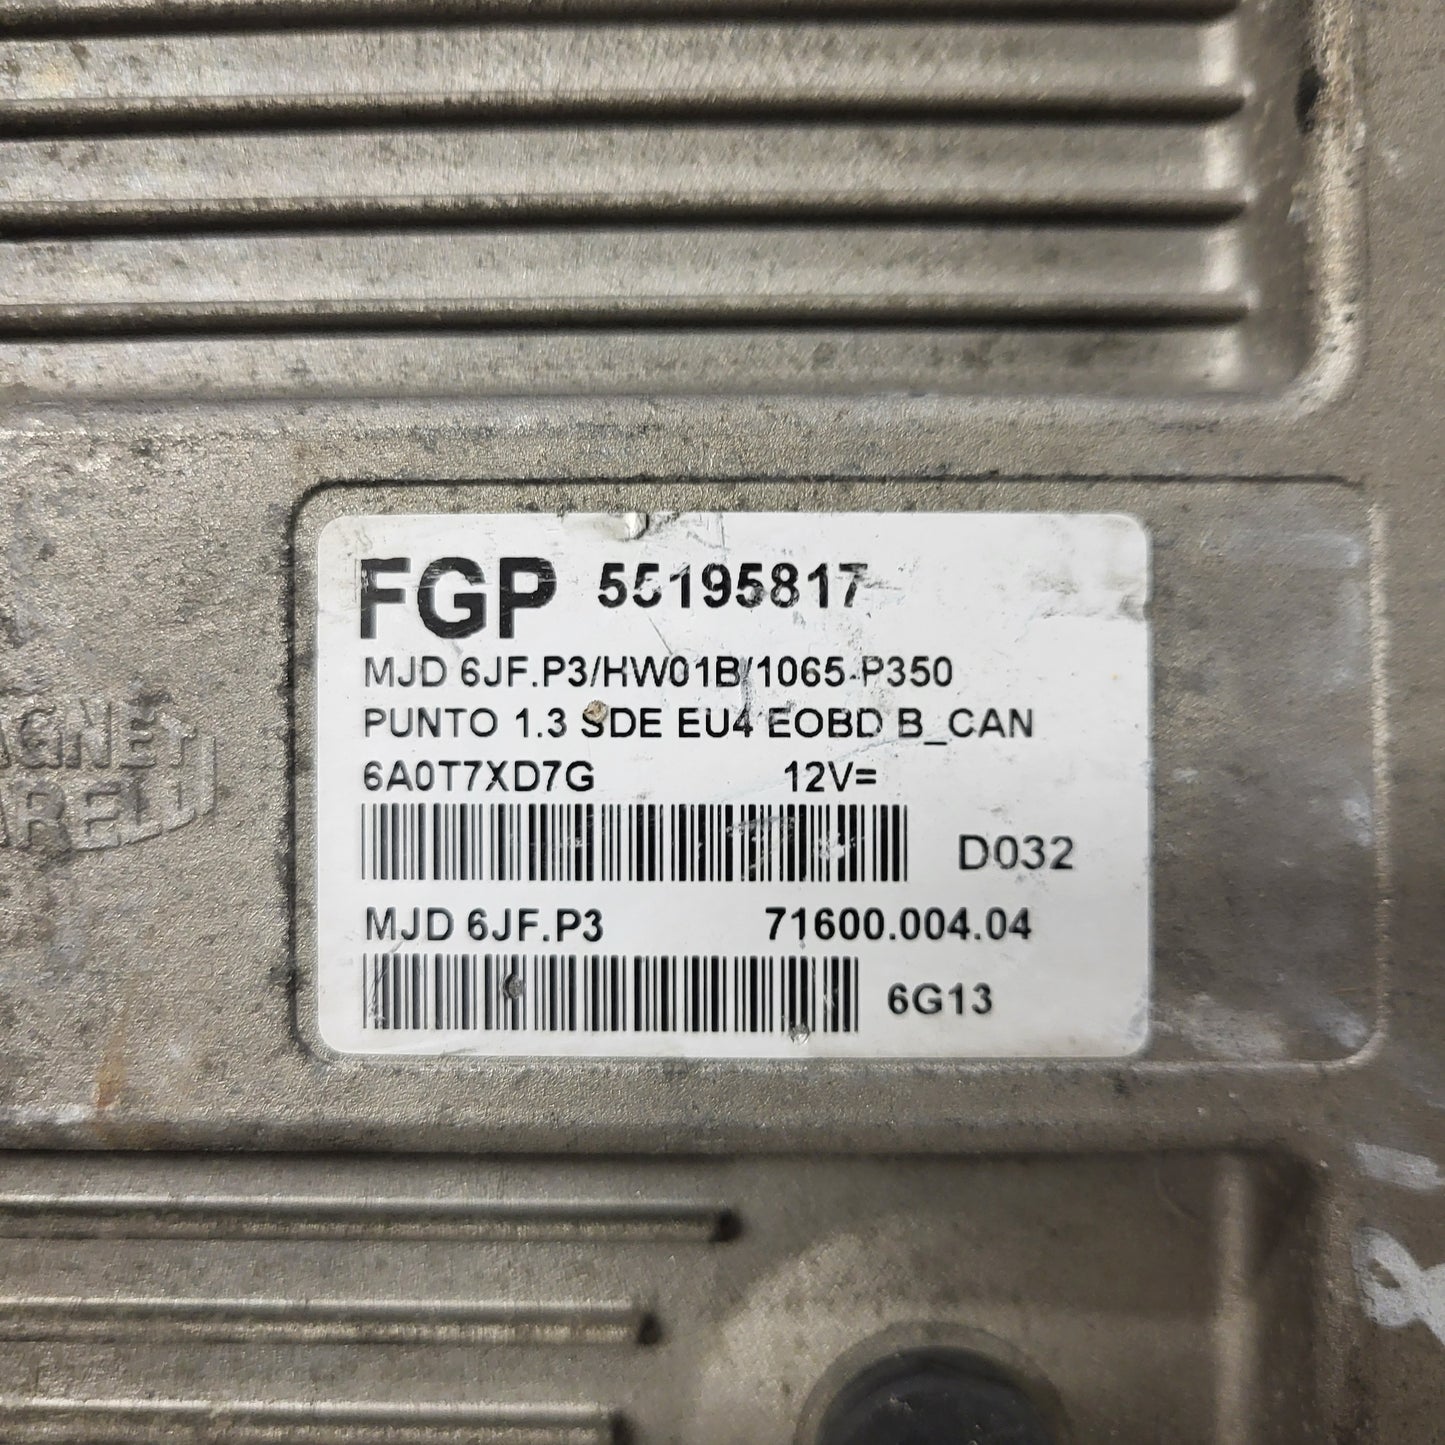 FGP 55195817
MJD 6JF.P3/HW01B/1065-P350
PUNTO 1.3 SDE EU4 EOBD B_CAN
6A0T7XD7G 12V=
D032
MJD 6JF.P3 71600.004.04
6G13